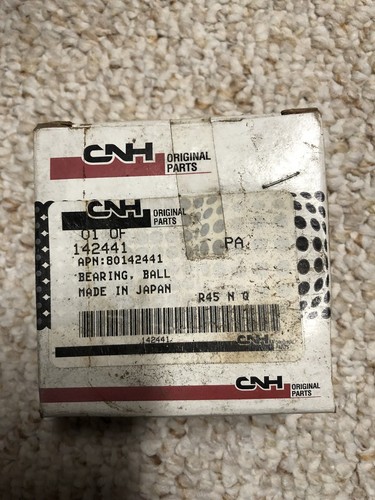 CNH ORIGINAL
PARTS
CNH ORIGINAL
01 OF
142441
PA
APN:80142441
BEARING, BALL
MADE IN JAPAN
R45 N Q
142441
CNH
CNH ORIGINAL
PARTS